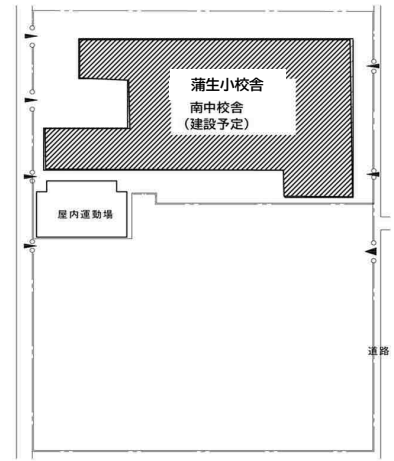 蒲生小校舎
南中校舎
（建設予定）
屋内運動場
道路